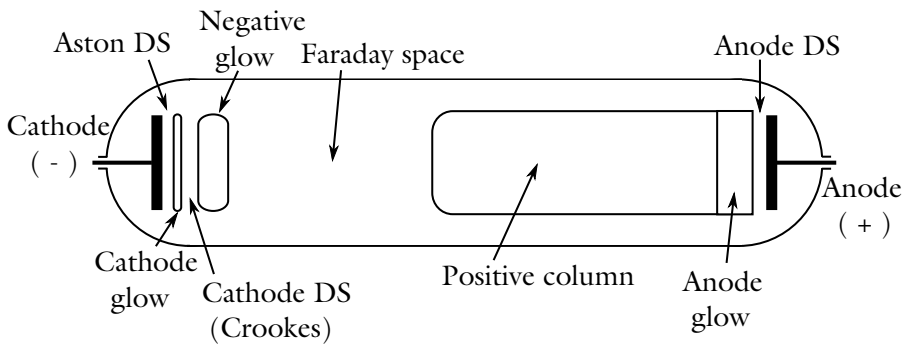 Negative
glow
Aston DS
Faraday space
Anode DS
Cathode
( - )
Anode
( + )
Cathode
glow
Cathode DS
(Crookes)
Positive column
Anode
glow